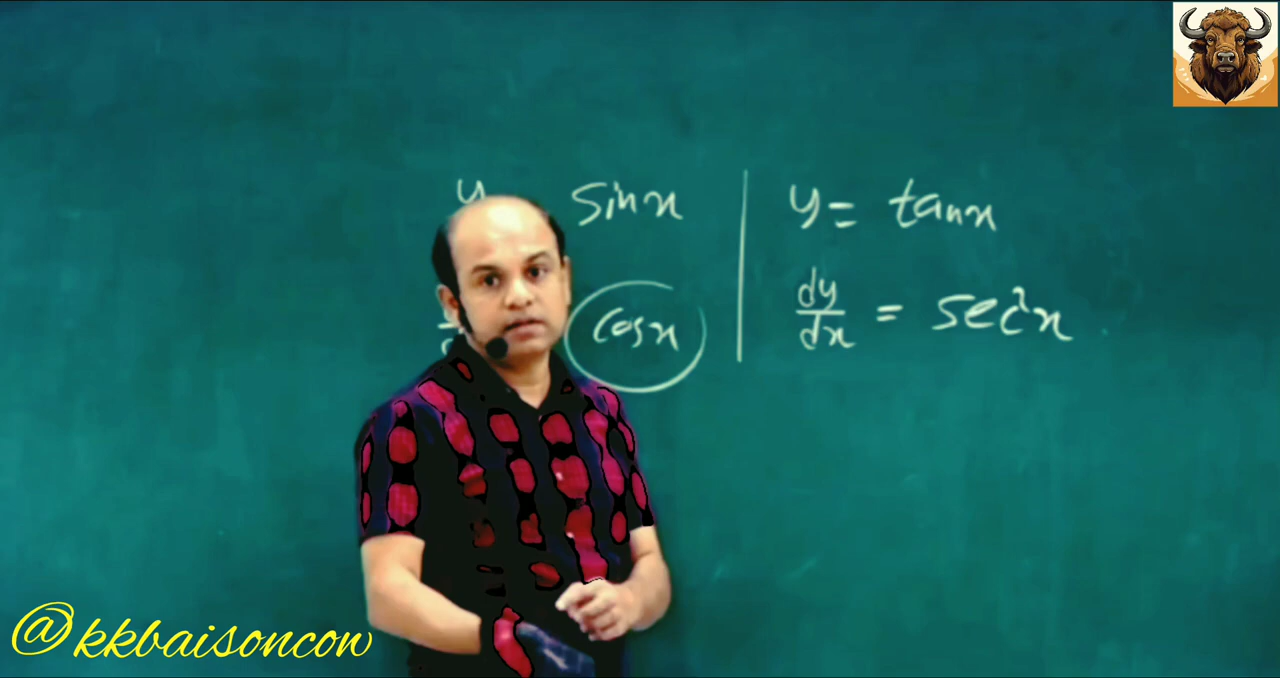 y sinx
cosx
y = tanx
dy/dx = sec²x
@kkbaisoncow